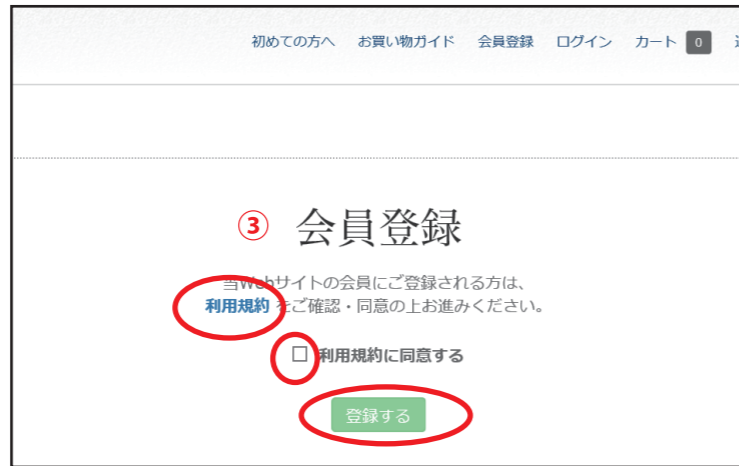 初めての方へ お買い物ガイド 会員登録 ログイン カート 0
③ 会員登録
当Webサイトの会員にご登録される方は、
利用規約 をご確認・同意の上お進みください。
利用規約に同意する
登録する